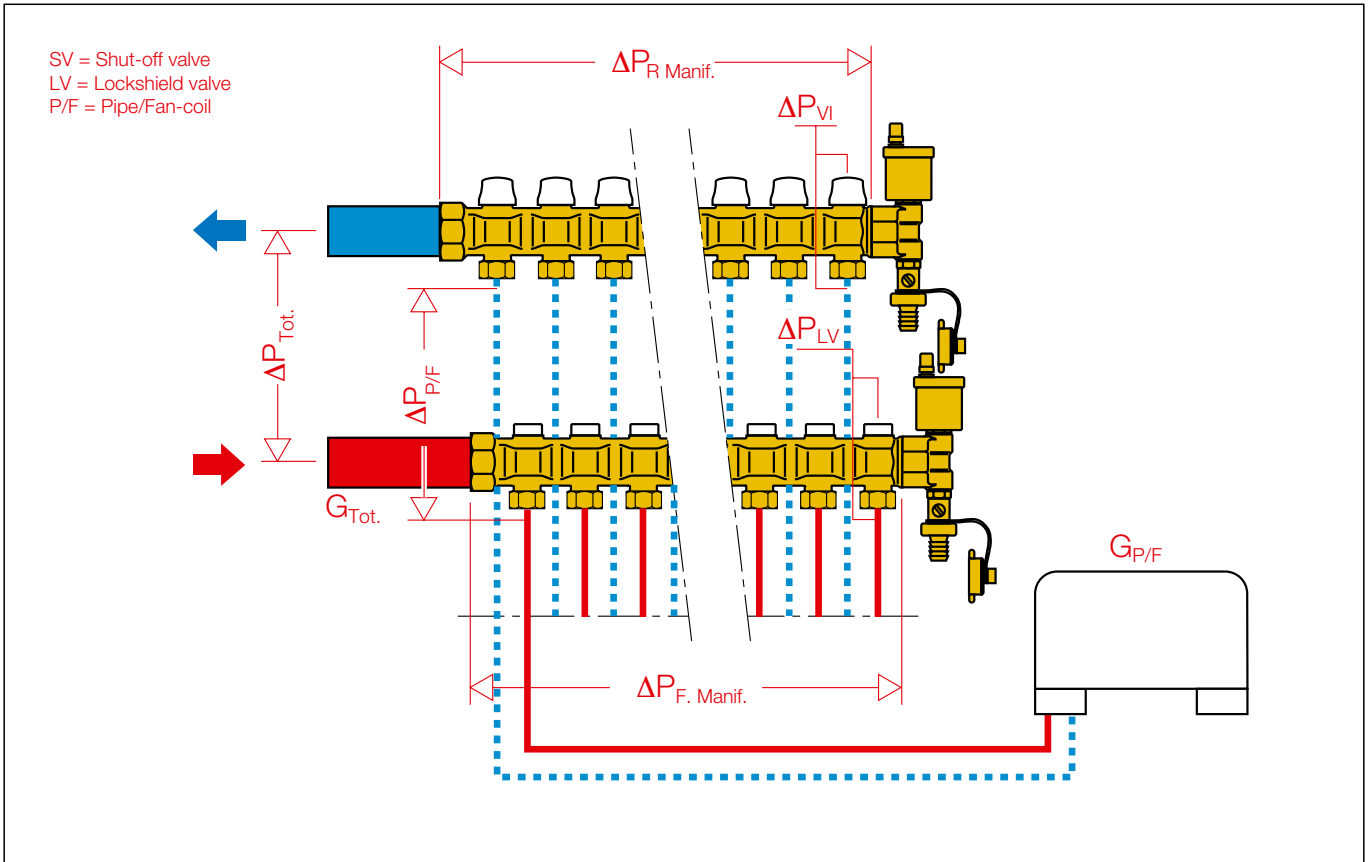 SV = Shut-off valve
LV = Lockshield valve
P/F = Pipe/Fan-coil
ΔPR Manif.
ΔPVI
ΔPTot.
ΔPP/F
ΔPLV
GTot.
GP/F
ΔPF. Manif.